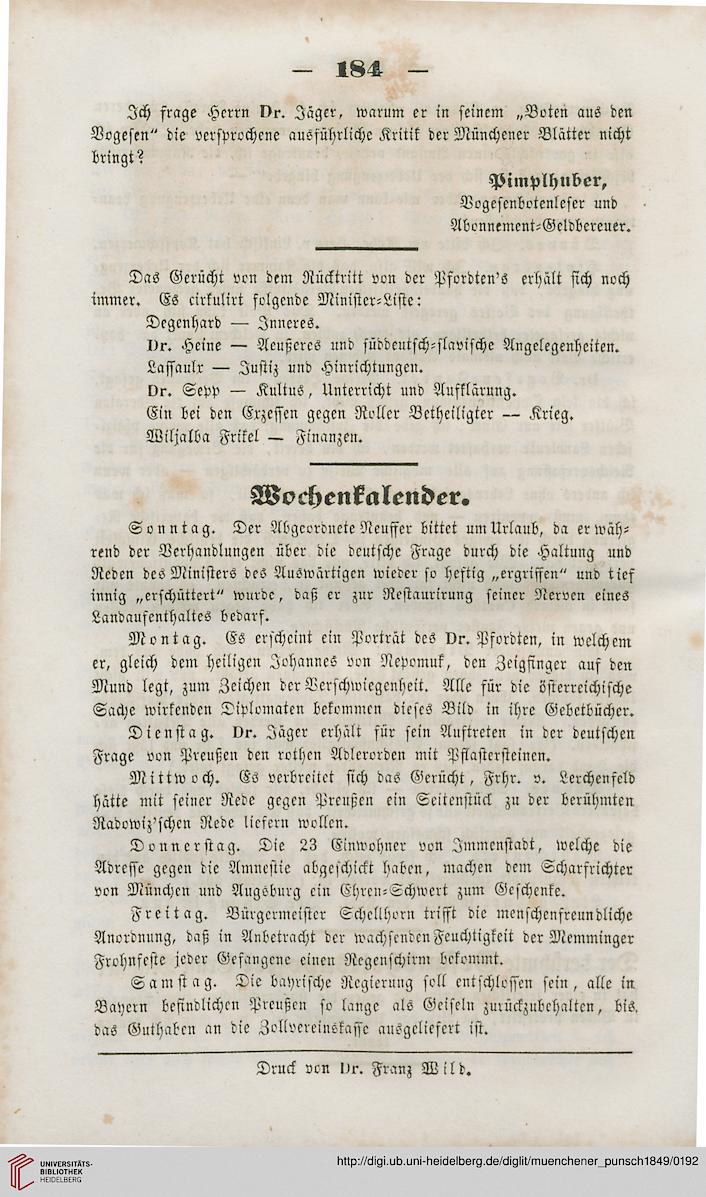 — 184 —
Ich frage Herrn Dr. Jäger, warum er in seinem „Boten aus den
Vogesen“ die versprochene ausführliche Kritik der Münchener Blätter nicht
bringt?
Pimplhuber,
Vogesenbotenleser und
Abonnement-Geldbereuer.
Das Gerücht von dem Rücktritt von der Pfordten's erhält sich noch
immer. Es cirkulirt folgende Minister-Liste:
Degenhard — Inneres.
Dr. Heine — Aeußeres und süddeutsch-slavische Angelegenheiten.
Lassaulx — Justiz und Hinrichtungen.
Dr. Sepp — Kultus, Unterricht und Aufklärung.
Ein bei den Erzessen gegen Roller Betheiligter — Krieg.
Wiljalba Frikel — Finanzen.
Wochenkalender.
Sonntag. Der Abgeordnete Neuffer bittet um Urlaub, da er wäh-
rend der Verhandlungen über die deutsche Frage durch die Haltung und
Reden des Ministers des Auswärtigen wieder so heftig „ergriffen“ und tief
innig „erschüttert“ wurde, daß er zur Restaurirung seiner Nerven eines
Landaufenthaltes bedarf.
Montag. Es erscheint ein Porträt des Dr. Pfordten, in welchem
er, gleich dem heiligen Johannes von Nepomuk, den Zeigfinger auf den
Mund legt, zum Zeichen der Verschwiegenheit. Alle für die österreichische
Sache wirkenden Diplomaten bekommen dieses Bild in ihre Gebetbücher.
Dienstag. Dr. Jäger erhält für sein Auftreten in der deutschen
Frage von Preußen den rothen Adlerorden mit Pflastersteinen.
Mittwoch. Es verbreitet sich das Gerücht, Frhr. v. Lerchenfeld
hätte mit seiner Rede gegen Preußen ein Seitenstück zu der berühmten
Radowiz'schen Rede liefern wollen.
Donnerstag. Die 23 Einwohner von Immenstadt, welche die
Adresse gegen die Amnestie abgeschickt haben, machen dem Scharfrichter
von München und Augsburg ein Ehren-Schwert zum Geschenke.
Freitag. Bürgermeister Schellhorn trifft die menschenfreundliche
Anordnung, daß in Anbetracht der wachsenden Feuchtigkeit der Memminger
Frohnfeste jeder Gefangene einen Regenschirm bekommt.
Samstag. Die bayrische Regierung soll entschlossen sein, alle in
Bayern befindlichen Preußen so lange als Geiseln zurückzubehalten, bis
das Guthaben an die Zollvereinskasse ausgeliefert ist.
Druck von Dr. Franz Wild.
UNIVERSITÄTS-
BIBLIOTHEK
HEIDELBERG
http://digi.ub.uni-heidelberg.de/diglit/muenchener_punsch1849/0192